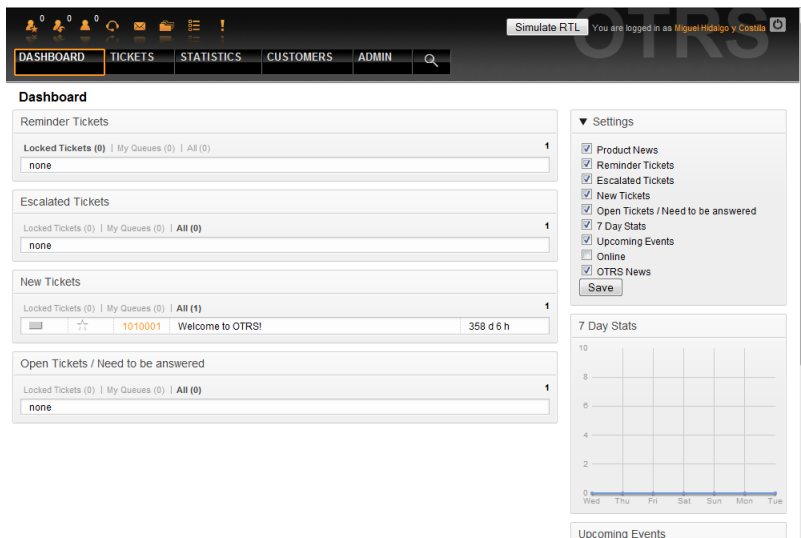 0 0 0
Simulate RTL You are logged in as Miguel Hidalgo y Costilla
OTRS
DASHBOARD TICKETS STATISTICS CUSTOMERS ADMIN
Dashboard
Reminder Tickets
Locked Tickets (0) | My Queues (0) | All (0) 1
none
Escalated Tickets
Locked Tickets (0) | My Queues (0) | All (0) 1
none
New Tickets
Locked Tickets (0) | My Queues (0) | All (1) 1
1010001 Welcome to OTRS! 358 d 6 h
Open Tickets / Need to be answered
Locked Tickets (0) | My Queues (0) | All (0) 1
none
Settings
Product News
Reminder Tickets
Escalated Tickets
New Tickets
Open Tickets / Need to be answered
7 Day Stats
Upcoming Events
Online
OTRS News
Save
7 Day Stats
10
8
6
4
2
0
Wed Thu Fri Sat Sun Mon Tue
Upcoming Events